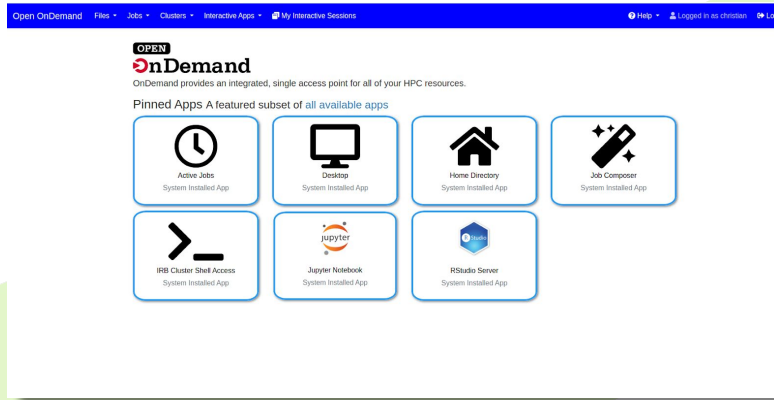 Open OnDemand Files Jobs Clusters Interactive Apps My Interactive Sessions Help Logged in as christian Lo
OPEN
OnDemand
OnDemand provides an integrated, single access point for all of your HPC resources.
Pinned Apps A featured subset of all available apps
Active Jobs
System Installed App
Desktop
System Installed App
Home Directory
System Installed App
Job Composer
System Installed App
IRB Cluster Shell Access
System Installed App
jupyter
Jupyter Notebook
System Installed App
R Studio
RStudio Server
System Installed App